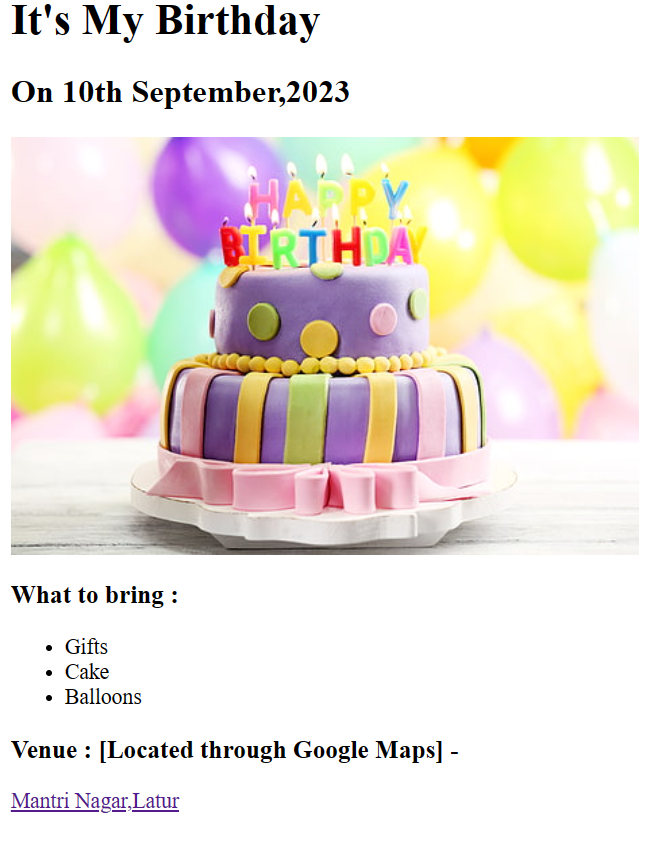 It's My Birthday
On 10th September,2023
HAPPY
BIRTHDAY
What to bring :
Gifts
Cake
Balloons
Venue : [Located through Google Maps] -
Mantri Nagar,Latur